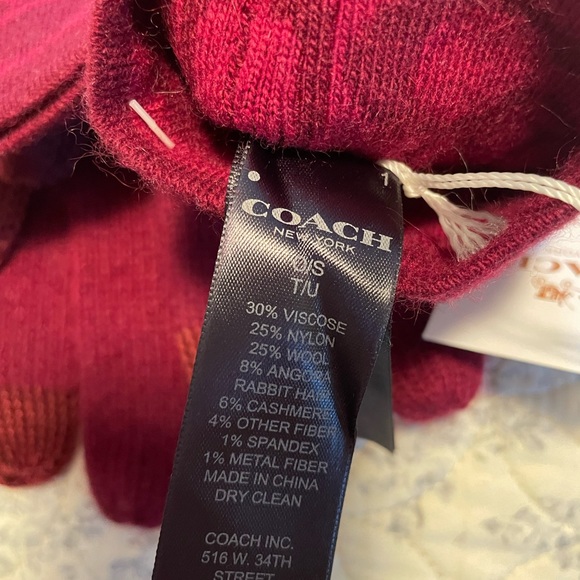 1
COACH
NEW YORK
O/S
T/U
30% VISCOSE
25% NYLON
25% WOOL
8% ANGORA
RABBIT HAIR
6% CASHMERE
4% OTHER FIBER
1% SPANDEX
1% METAL FIBER
MADE IN CHINA
DRY CLEAN
COACH INC.
516 W. 34TH
STREET